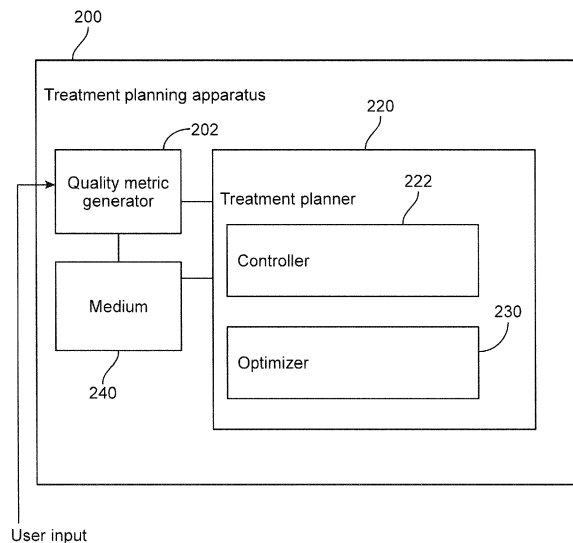 200
Treatment planning apparatus
202
220
Quality metric
generator
Treatment planner
222
Controller
Medium
230
Optimizer
240
User input